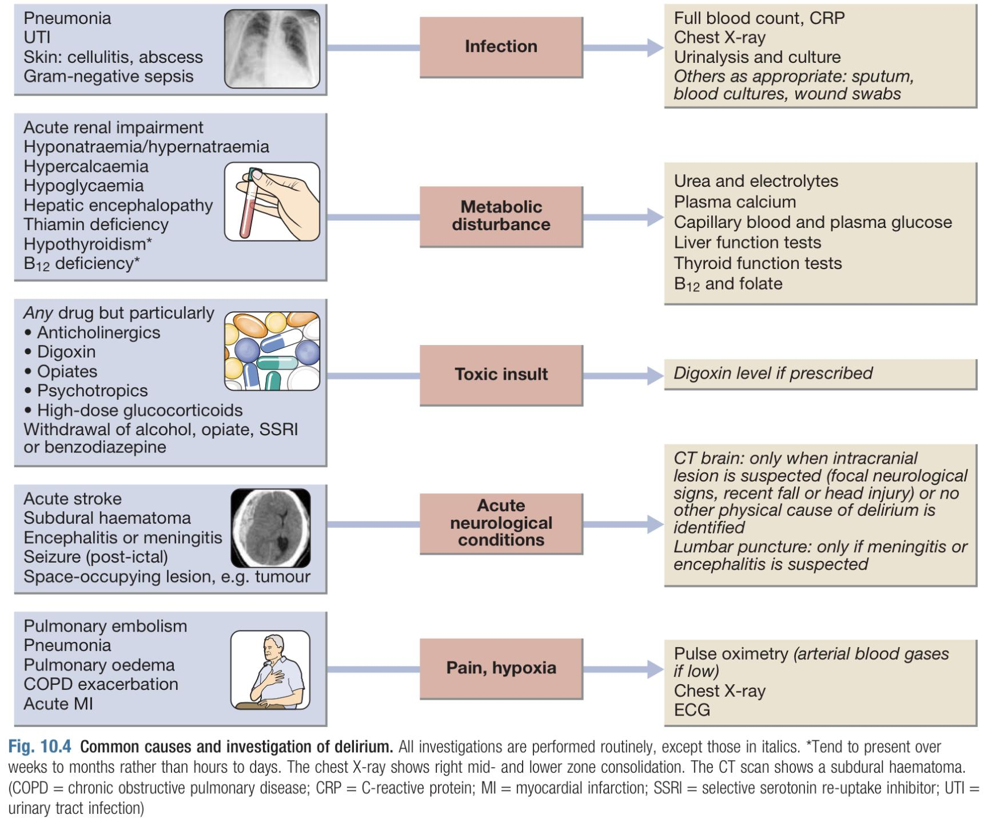 Pneumonia
UTI
Skin: cellulitis, abscess
Gram-negative sepsis
Infection
Full blood count, CRP
Chest X-ray
Urinalysis and culture
Others as appropriate: sputum,
blood cultures, wound swabs
Acute renal impairment
Hyponatraemia/hypernatraemia
Hypercalcaemia
Hypoglycaemia
Hepatic encephalopathy
Thiamin deficiency
Hypothyroidism*
B12 deficiency*
Metabolic
disturbance
Urea and electrolytes
Plasma calcium
Capillary blood and plasma glucose
Liver function tests
Thyroid function tests
B12 and folate
Any drug but particularly
• Anticholinergics
• Digoxin
• Opiates
• Psychotropics
• High-dose glucocorticoids
Withdrawal of alcohol, opiate, SSRI
or benzodiazepine
Toxic insult
Digoxin level if prescribed
Acute stroke
Subdural haematoma
Encephalitis or meningitis
Seizure (post-ictal)
Space-occupying lesion, e.g. tumour
Acute
neurological
conditions
CT brain: only when intracranial
lesion is suspected (focal neurological
signs, recent fall or head injury) or no
other physical cause of delirium is
identified
Lumbar puncture: only if meningitis or
encephalitis is suspected
Pulmonary embolism
Pneumonia
Pulmonary oedema
COPD exacerbation
Acute MI
Pain, hypoxia
Pulse oximetry (arterial blood gases
if low)
Chest X-ray
ECG
Fig. 10.4 Common causes and investigation of delirium. All investigations are performed routinely, except those in italics. *Tend to present over
weeks to months rather than hours to days. The chest X-ray shows right mid- and lower zone consolidation. The CT scan shows a subdural haematoma.
(COPD = chronic obstructive pulmonary disease; CRP = C-reactive protein; MI = myocardial infarction; SSRI = selective serotonin re-uptake inhibitor; UTI =
urinary tract infection)